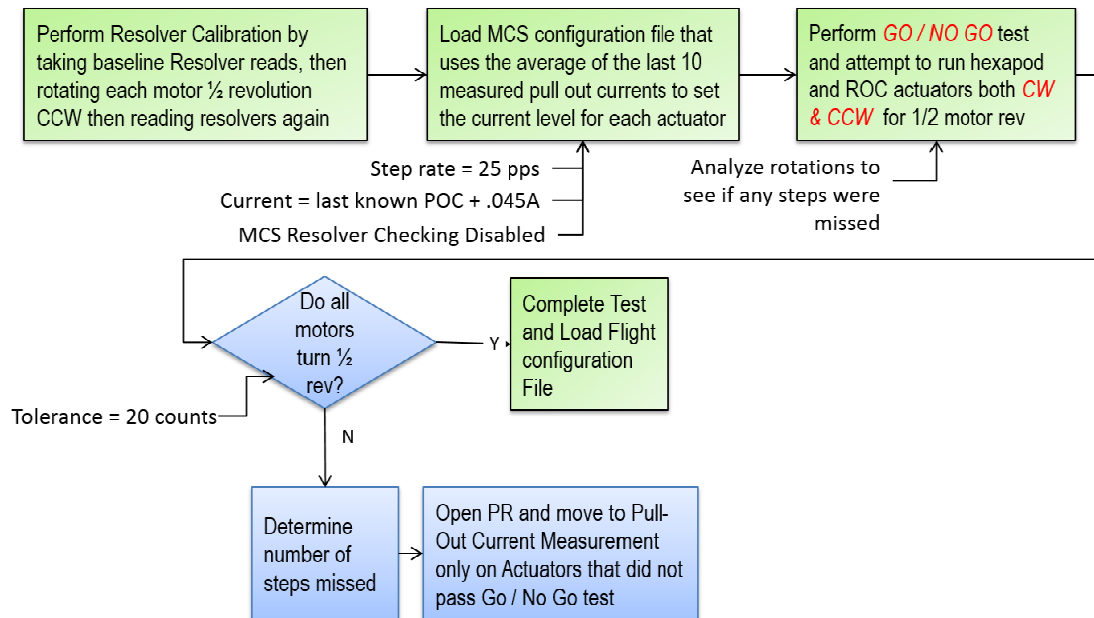 Perform Resolver Calibration by
taking baseline Resolver reads, then
rotating each motor ½ revolution
CCW then reading resolvers again
Load MCS configuration file that
uses the average of the last 10
measured pull out currents to set
the current level for each actuator
Perform GO / NO GO test
and attempt to run hexapod
and ROC actuators both CW
& CCW for 1/2 motor rev
Step rate = 25 pps
Current = last known POC + .045A
MCS Resolver Checking Disabled
Analyze rotations to
see if any steps were
missed
Do all
motors
turn ½
rev?
Y
Complete Test
and Load Flight
configuration
File
Tolerance = 20 counts
N
Determine
number of
steps missed
Open PR and move to Pull-
Out Current Measurement
only on Actuators that did not
pass Go / No Go test